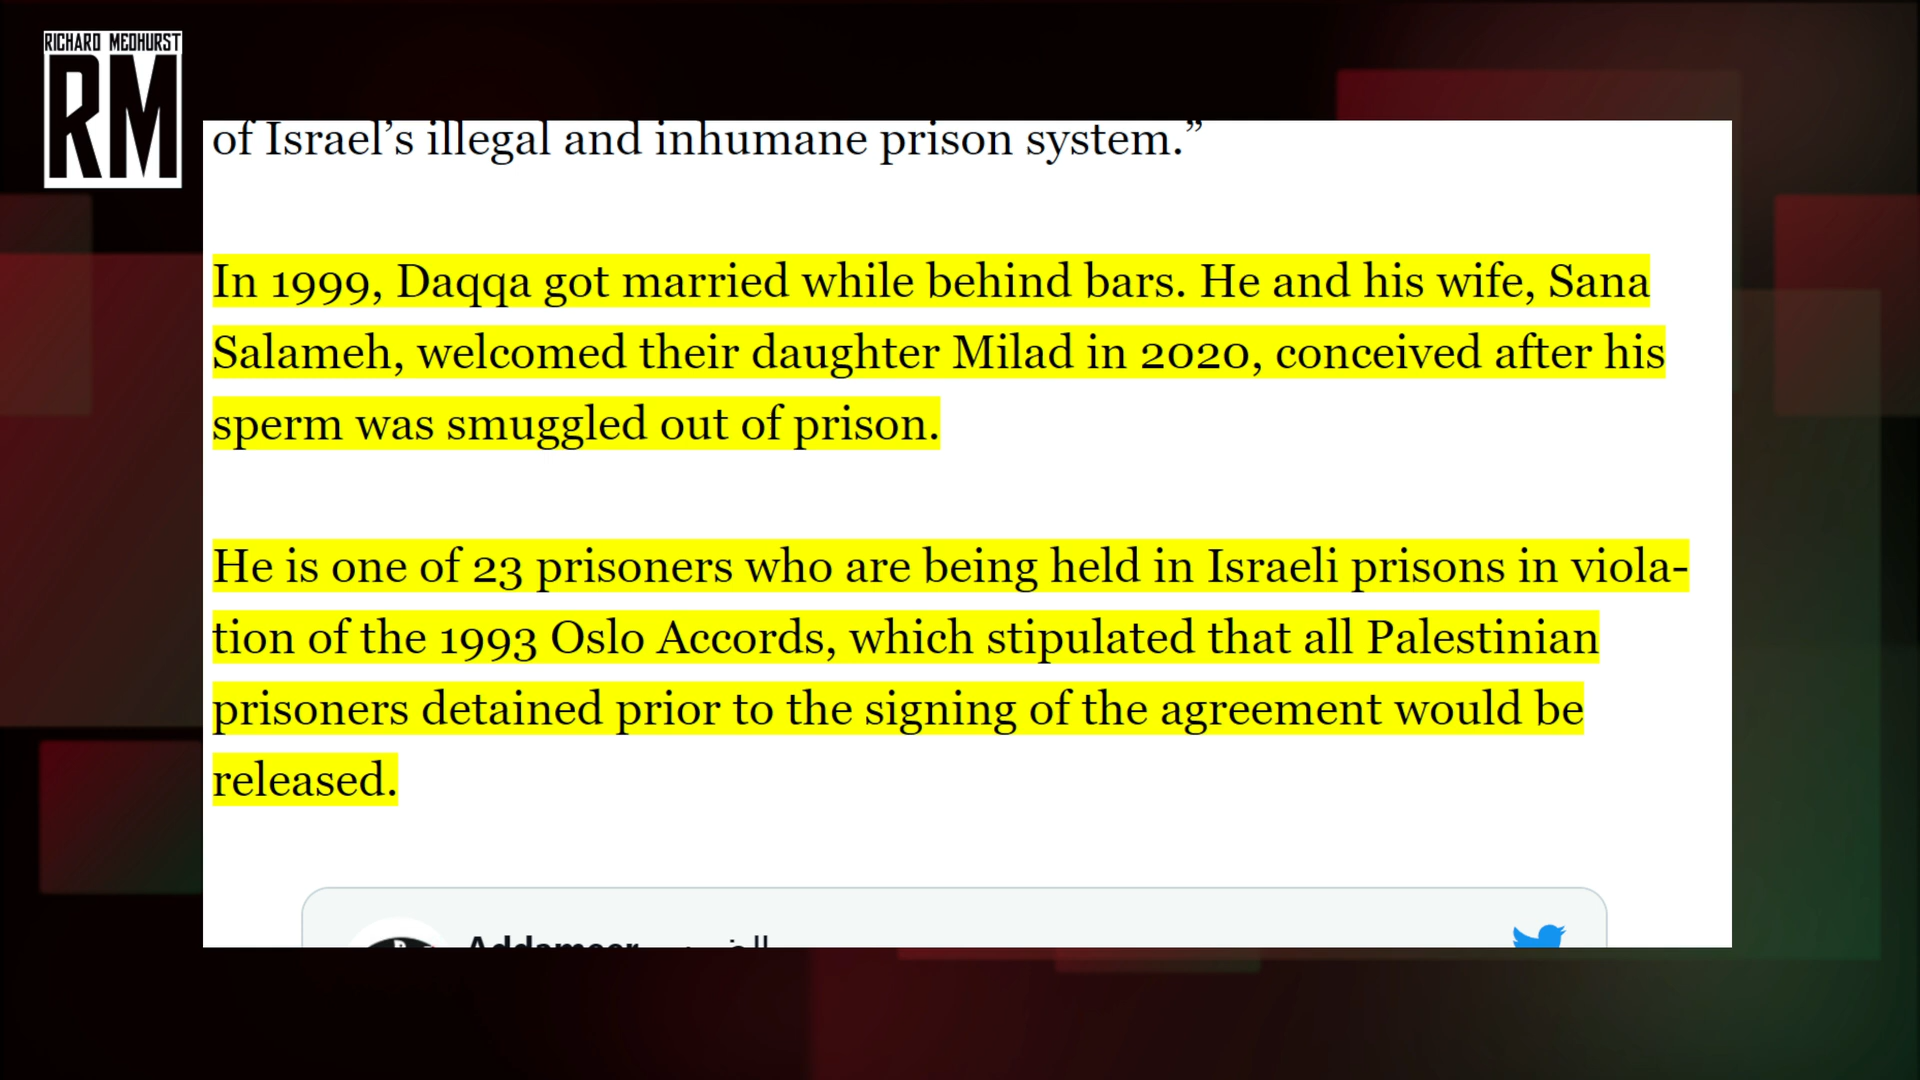 RICHARD MEDHURST
RM
of Israel’s illegal and inhumane prison system.”
In 1999, Daqqa got married while behind bars. He and his wife, Sana
Salameh, welcomed their daughter Milad in 2020, conceived after his
sperm was smuggled out of prison.
He is one of 23 prisoners who are being held in Israeli prisons in viola-
tion of the 1993 Oslo Accords, which stipulated that all Palestinian
prisoners detained prior to the signing of the agreement would be
released.
Addameer